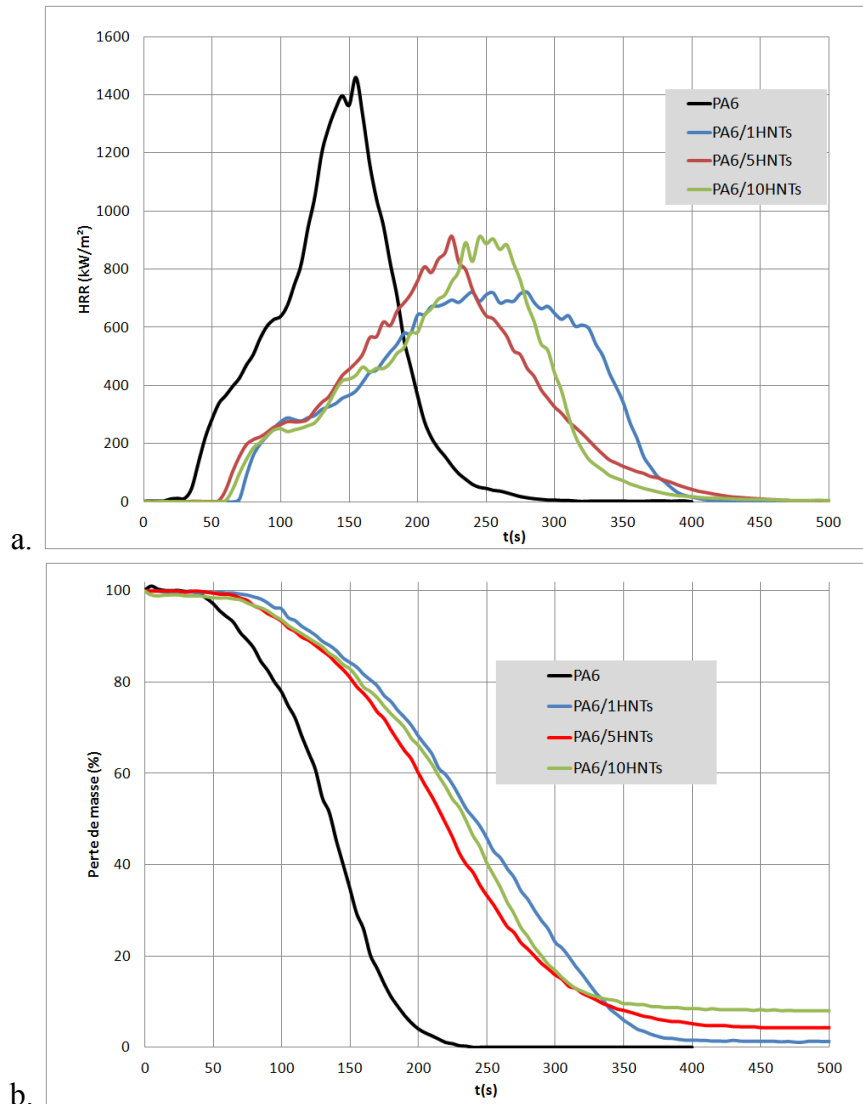 1600
1400
1200
1000
800
600
400
200
0
HRR (kW/m²)
PA6
PA6/1HNTs
PA6/5HNTs
PA6/10HNTs
0 50 100 150 200 250 300 350 400 450 500
t(s)
a.
100
80
60
40
20
0
Perte de masse (%)
PA6
PA6/1HNTs
PA6/5HNTs
PA6/10HNTs
0 50 100 150 200 250 300 350 400 450 500
t(s)
b.